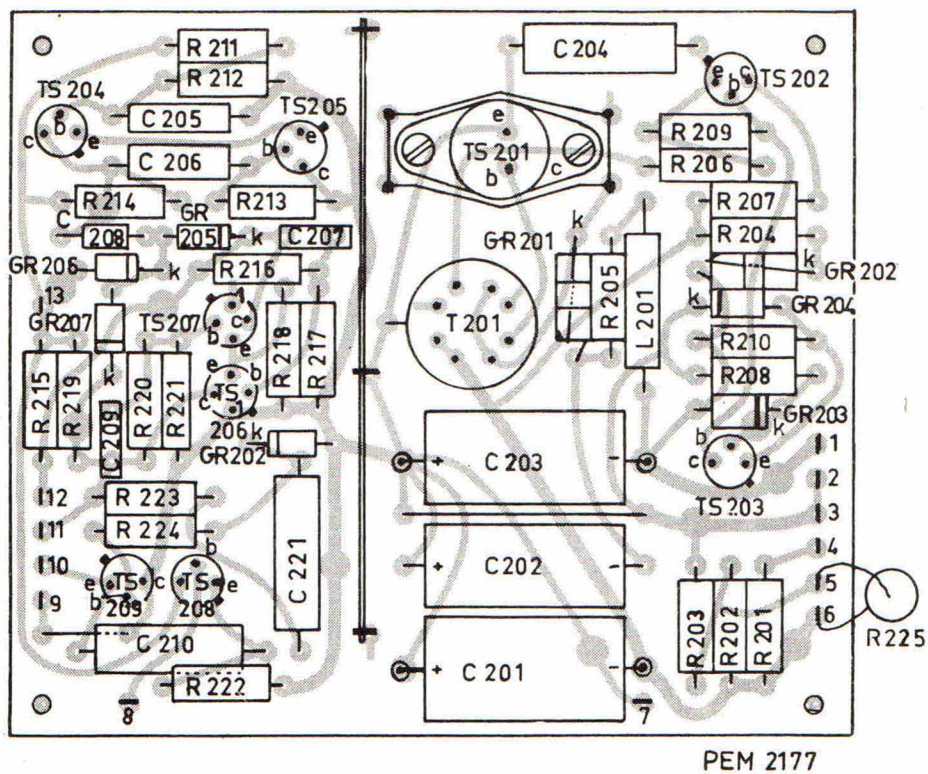 R 211
R 212
TS 204
b
c
e
C 205
TS 205
e
b
c
C 206
R 214
R 213
C
208
GR
205
k
C 207
GR 206
k
R 216
13
GR 207
k
TS 207
1
b
c
e
R 218
R 217
R 215
R 219
R 220
R 221
C 209
e
b
c
TS
1
206
k
GR 202
12
R 223
11
R 224
b
10
e
TS
c
b
209
TS
e
208
9
C 221
C 210
R 222
8
C 204
e
c
b
TS 202
e
TS 201
b
c
R 209
R 206
R 207
R 204
k
GR 202
k
GR 204
GR 201
k
R 205
L 201
T 201
R 210
R 208
GR 203
k
b
c
e
TS 203
+ C 203 -
+ C 202 -
+ C 201 -
1
2
3
4
5
6
R 203
R 202
R 201
R 225
7
PEM 2177